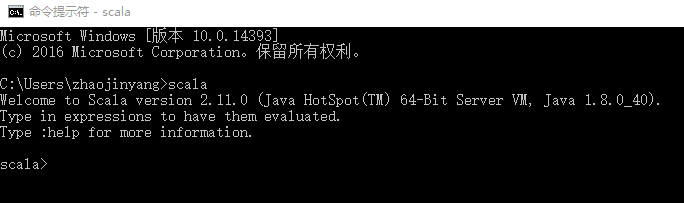 命令提示符 - scala
Microsoft Windows [版本 10.0.14393]
(c) 2016 Microsoft Corporation。保留所有权利。
C:\Users\zhaojinyang>scala
Welcome to Scala version 2.11.0 (Java HotSpot(TM) 64-Bit Server VM, Java 1.8.0_40).
Type in expressions to have them evaluated.
Type :help for more information.
scala>